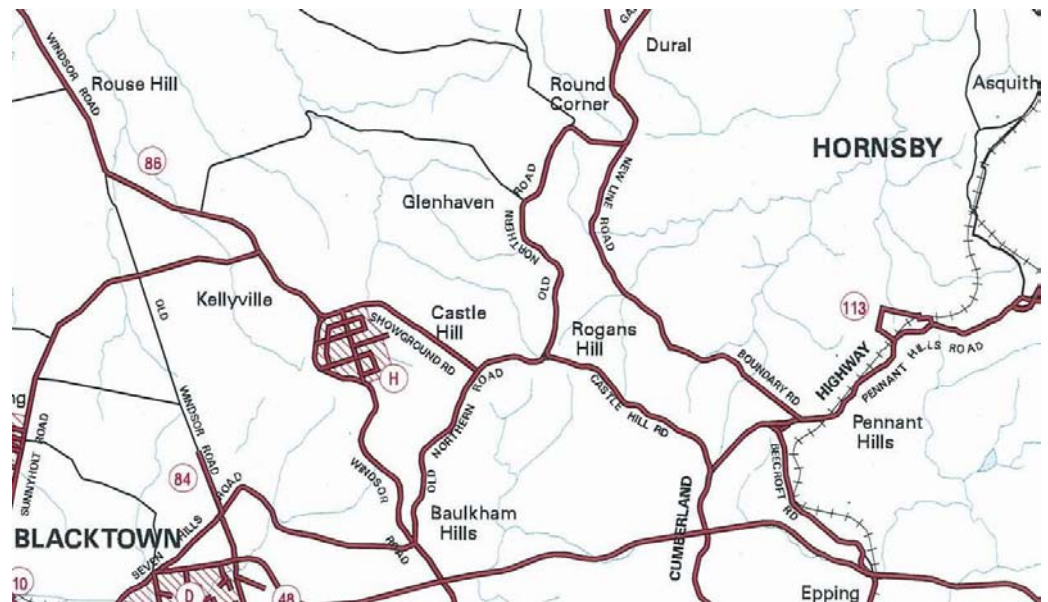 GA
Dural
WINDSOR ROAD
Rouse Hill
Round
Corner
Asquith
86
HORNSBY
Glenhaven
OLD NORTHERN ROAD
NEW LINE ROAD
Kellyville
Castle
Hill
SHOWGROUND RD
Rogans
Hill
113
OLD WINDSOR ROAD
H
BOUNDARY RD
HIGHWAY
PENNANT HILLS ROAD
CASTLE HILL RD
Pennant
Hills
ng
SUNNYHOLT ROAD
OLD NORTHERN ROAD
WINDSOR ROAD
84
BEECROFT RD
CUMBERLAND
Baulkham
Hills
BLACKTOWN
SEVEN HILLS ROAD
10
D
48
Epping